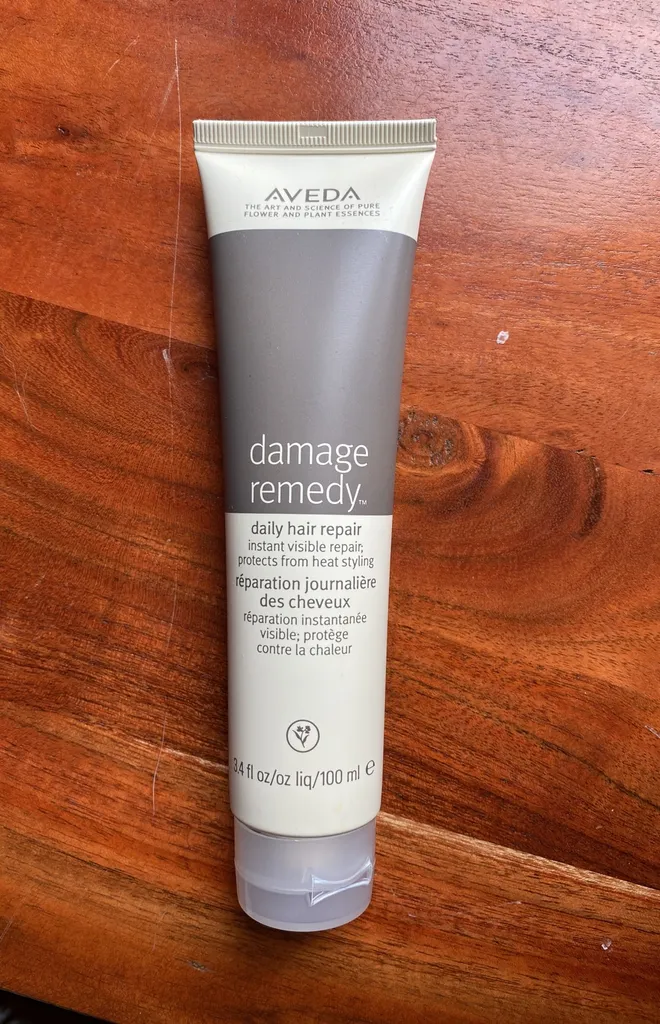 AVEDA
THE ART AND SCIENCE OF PURE
FLOWER AND PLANT ESSENCES
damage
remedy™
daily hair repair
instant visible repair;
protects from heat styling
réparation journalière
des cheveux
réparation instantanée
visible; protège
contre la chaleur
3.4 fl oz/oz liq/100 ml e